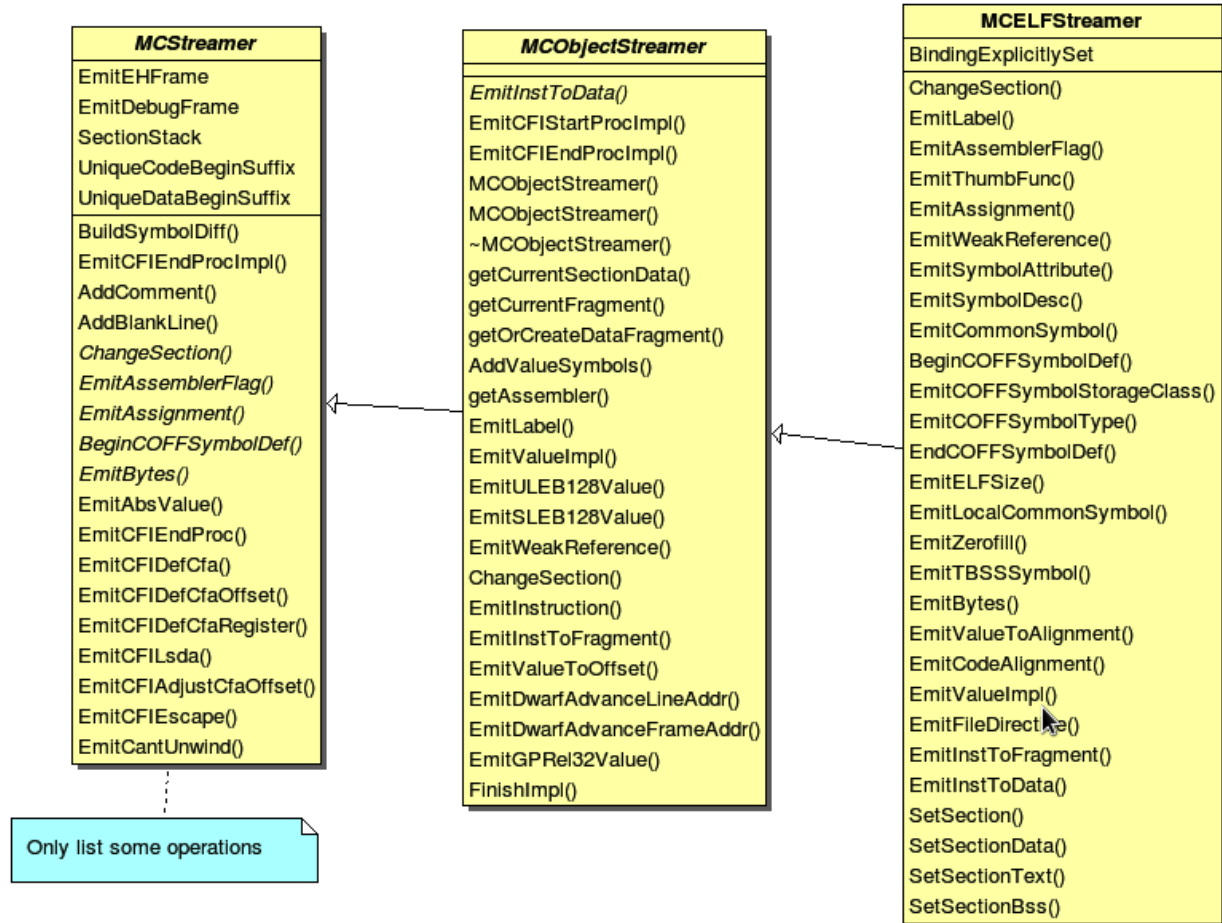 MCStreamer
EmitEHFrame
EmitDebugFrame
SectionStack
UniqueCodeBeginSuffix
UniqueDataBeginSuffix
BuildSymbolDiff()
EmitCFIEndProcImpl()
AddComment()
AddBlankLine()
ChangeSection()
EmitAssemblerFlag()
EmitAssignment()
BeginCOFFSymbolDef()
EmitBytes()
EmitAbsValue()
EmitCFIEndProc()
EmitCFIDefCfa()
EmitCFIDefCfaOffset()
EmitCFIDefCfaRegister()
EmitCFILsda()
EmitCFIAdjustCfaOffset()
EmitCFIEscape()
EmitCantUnwind()
Only list some operations
MCObjectStreamer
EmitInstToData()
EmitCFIStartProcImpl()
EmitCFIEndProcImpl()
MCObjectStreamer()
MCObjectStreamer()
~MCObjectStreamer()
getCurrentSectionData()
getCurrentFragment()
getOrCreateDataFragment()
AddValueSymbols()
getAssembler()
EmitLabel()
EmitValueImpl()
EmitULEB128Value()
EmitSLEB128Value()
EmitWeakReference()
ChangeSection()
EmitInstruction()
EmitInstToFragment()
EmitValueToOffset()
EmitDwarfAdvanceLineAddr()
EmitDwarfAdvanceFrameAddr()
EmitGPRel32Value()
FinishImpl()
MCELFStreamer
BindingExplicitlySet
ChangeSection()
EmitLabel()
EmitAssemblerFlag()
EmitThumbFunc()
EmitAssignment()
EmitWeakReference()
EmitSymbolAttribute()
EmitSymbolDesc()
EmitCommonSymbol()
BeginCOFFSymbolDef()
EmitCOFFSymbolStorageClass()
EmitCOFFSymbolType()
EndCOFFSymbolDef()
EmitELFSize()
EmitLocalCommonSymbol()
EmitZerofill()
EmitTBSSSymbol()
EmitBytes()
EmitValueToAlignment()
EmitCodeAlignment()
EmitValueImpl()
EmitFileDirective()
EmitInstToFragment()
EmitInstToData()
SetSection()
SetSectionData()
SetSectionText()
SetSectionBss()